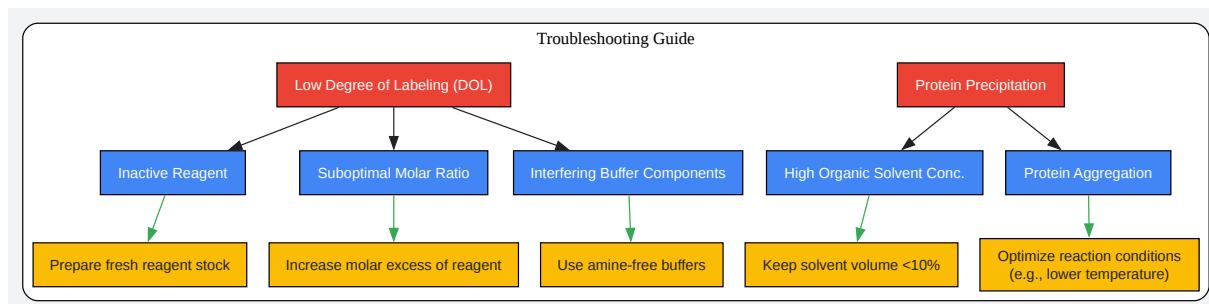 Troubleshooting Guide
Low Degree of Labeling (DOL)
Protein Precipitation
Inactive Reagent
Suboptimal Molar Ratio
Interfering Buffer Components
High Organic Solvent Conc.
Protein Aggregation
Prepare fresh reagent stock
Increase molar excess of reagent
Use amine-free buffers
Keep solvent volume <10%
Optimize reaction conditions
(e.g., lower temperature)